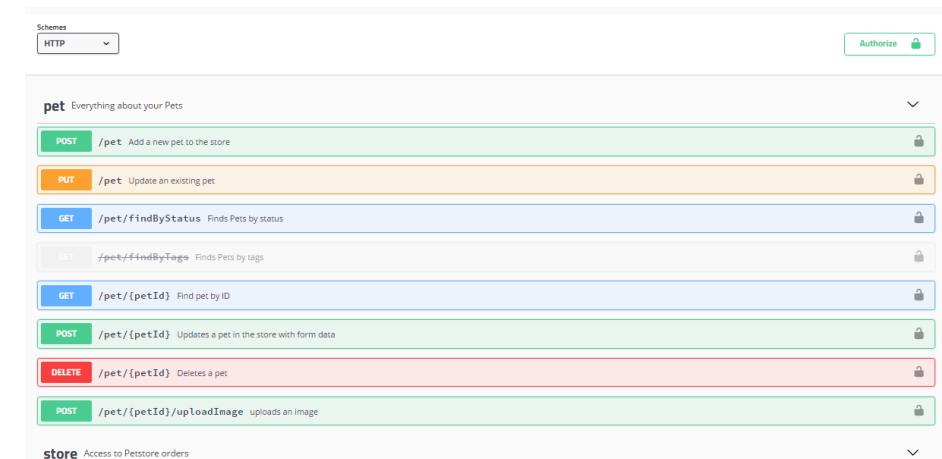 Schemes
HTTP
Authorize
pet Everything about your Pets
POST /pet Add a new pet to the store
PUT /pet Update an existing pet
GET /pet/findByStatus Finds Pets by status
GET /pet/findByTags Finds Pets by tags
GET /pet/{petId} Find pet by ID
POST /pet/{petId} Updates a pet in the store with form data
DELETE /pet/{petId} Deletes a pet
POST /pet/{petId}/uploadImage uploads an image
store Access to Petstore orders